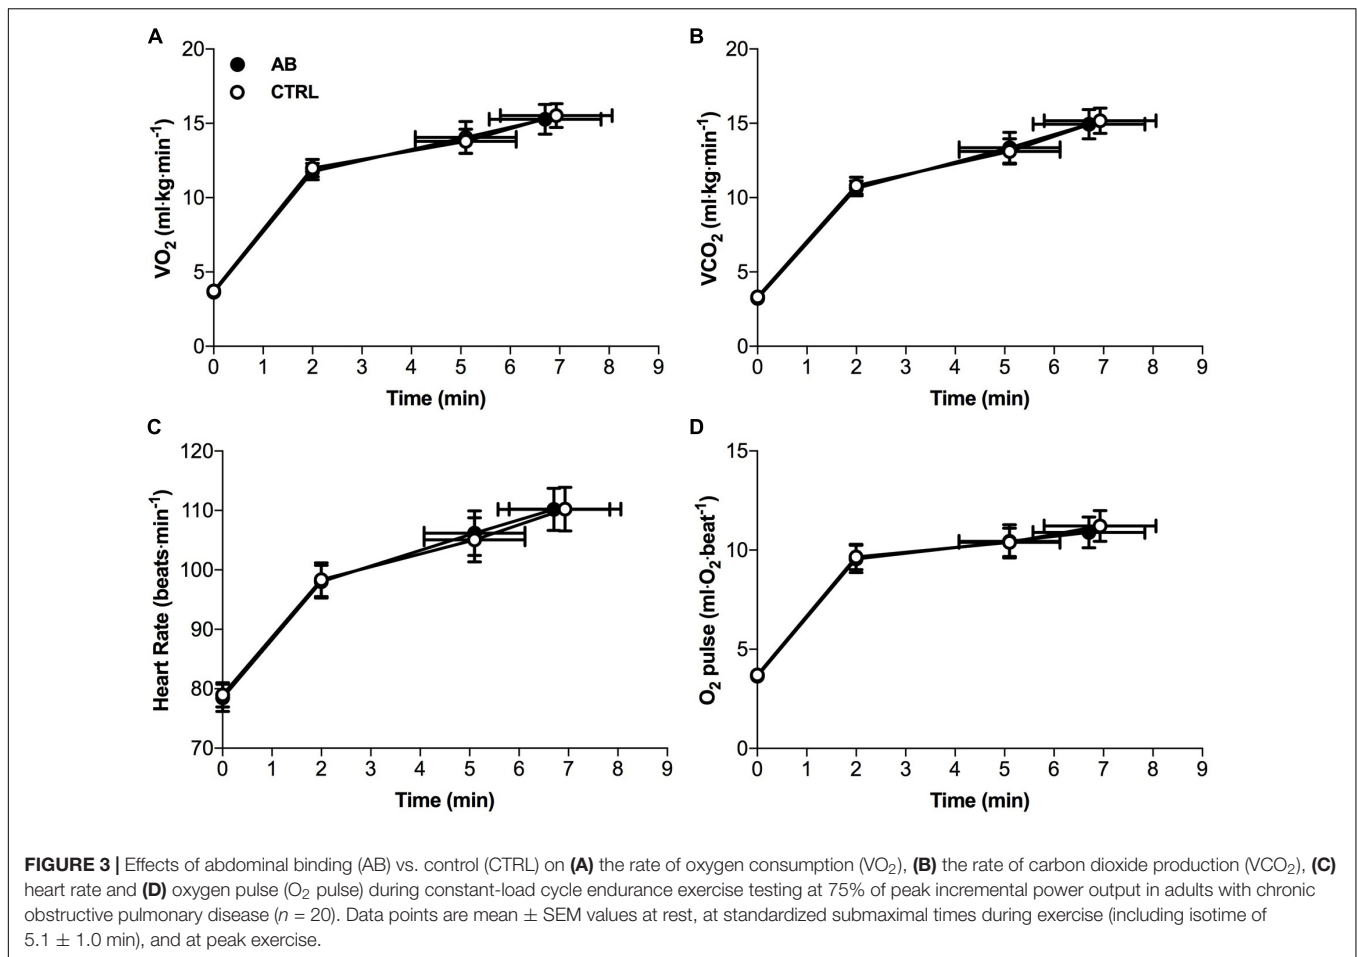 A
B
20
15
10
5
0
VO2 (ml·kg·min-1)
AB
CTRL
0 1 2 3 4 5 6 7 8 9
Time (min)
20
15
10
5
0
VCO2 (ml·kg·min-1)
0 1 2 3 4 5 6 7 8 9
Time (min)
C
D
120
110
100
90
80
70
Heart Rate (beats·min-1)
0 1 2 3 4 5 6 7 8 9
Time (min)
15
10
5
0
O2 pulse (ml·O2·beat-1)
0 1 2 3 4 5 6 7 8 9
Time (min)
FIGURE 3 | Effects of abdominal binding (AB) vs. control (CTRL) on (A) the rate of oxygen consumption (VO2), (B) the rate of carbon dioxide production (VCO2), (C)
heart rate and (D) oxygen pulse (O2 pulse) during constant-load cycle endurance exercise testing at 75% of peak incremental power output in adults with chronic
obstructive pulmonary disease (n = 20). Data points are mean ± SEM values at rest, at standardized submaximal times during exercise (including isotime of
5.1 ± 1.0 min), and at peak exercise.